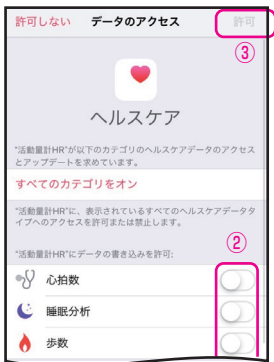 許可しない データのアクセス 許可
③
ヘルスケア
"活動量計HR"が以下のカテゴリのヘルスケアデータのアクセス
とアップデートを求めています。
すべてのカテゴリをオン
"活動量計HR"に、表示されているすべてのヘルスケアデータタ
イプへのアクセスを許可または禁止します。
②
"活動量計HR"にデータの書き込みを許可:
心拍数
睡眠分析
歩数